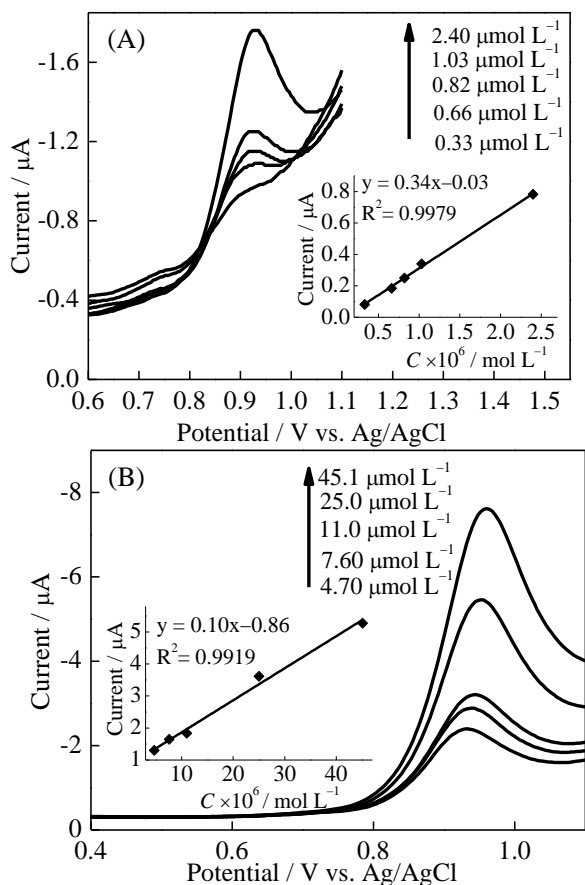 (A)
2.40 μmol L⁻¹
1.03 μmol L⁻¹
0.82 μmol L⁻¹
0.66 μmol L⁻¹
0.33 μmol L⁻¹
-1.6
-1.2
-0.8
-0.4
0.0
Current / μA
y = 0.34x–0.03
R² = 0.9979
0.8
0.6
0.4
0.2
0.0
Current / μA
0.5 1.0 1.5 2.0 2.5
C ×10⁶ / mol L⁻¹
0.6 0.7 0.8 0.9 1.0 1.1 1.2 1.3 1.4 1.5
Potential / V vs. Ag/AgCl
(B)
45.1 μmol L⁻¹
25.0 μmol L⁻¹
11.0 μmol L⁻¹
7.60 μmol L⁻¹
4.70 μmol L⁻¹
-8
-6
-4
-2
0
Current / μA
y = 0.10x–0.86
R² = 0.9919
5
4
3
2
1
Current / μA
10 20 30 40
C ×10⁶ / mol L⁻¹
0.4 0.6 0.8 1.0
Potential / V vs. Ag/AgCl